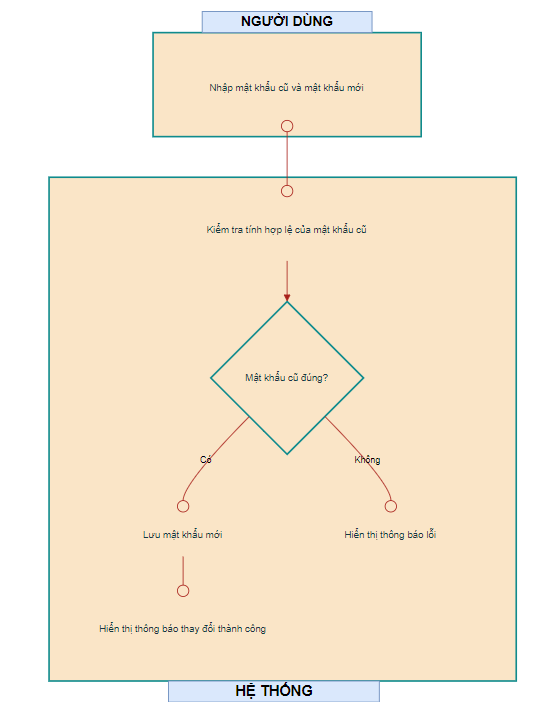 NGƯỜI DÙNG
Nhập mật khẩu cũ và mật khẩu mới
Kiểm tra tính hợp lệ của mật khẩu cũ
Mật khẩu cũ đúng?
Có
Không
Lưu mật khẩu mới
Hiển thị thông báo lỗi
Hiển thị thông báo thay đổi thành công
HỆ THỐNG